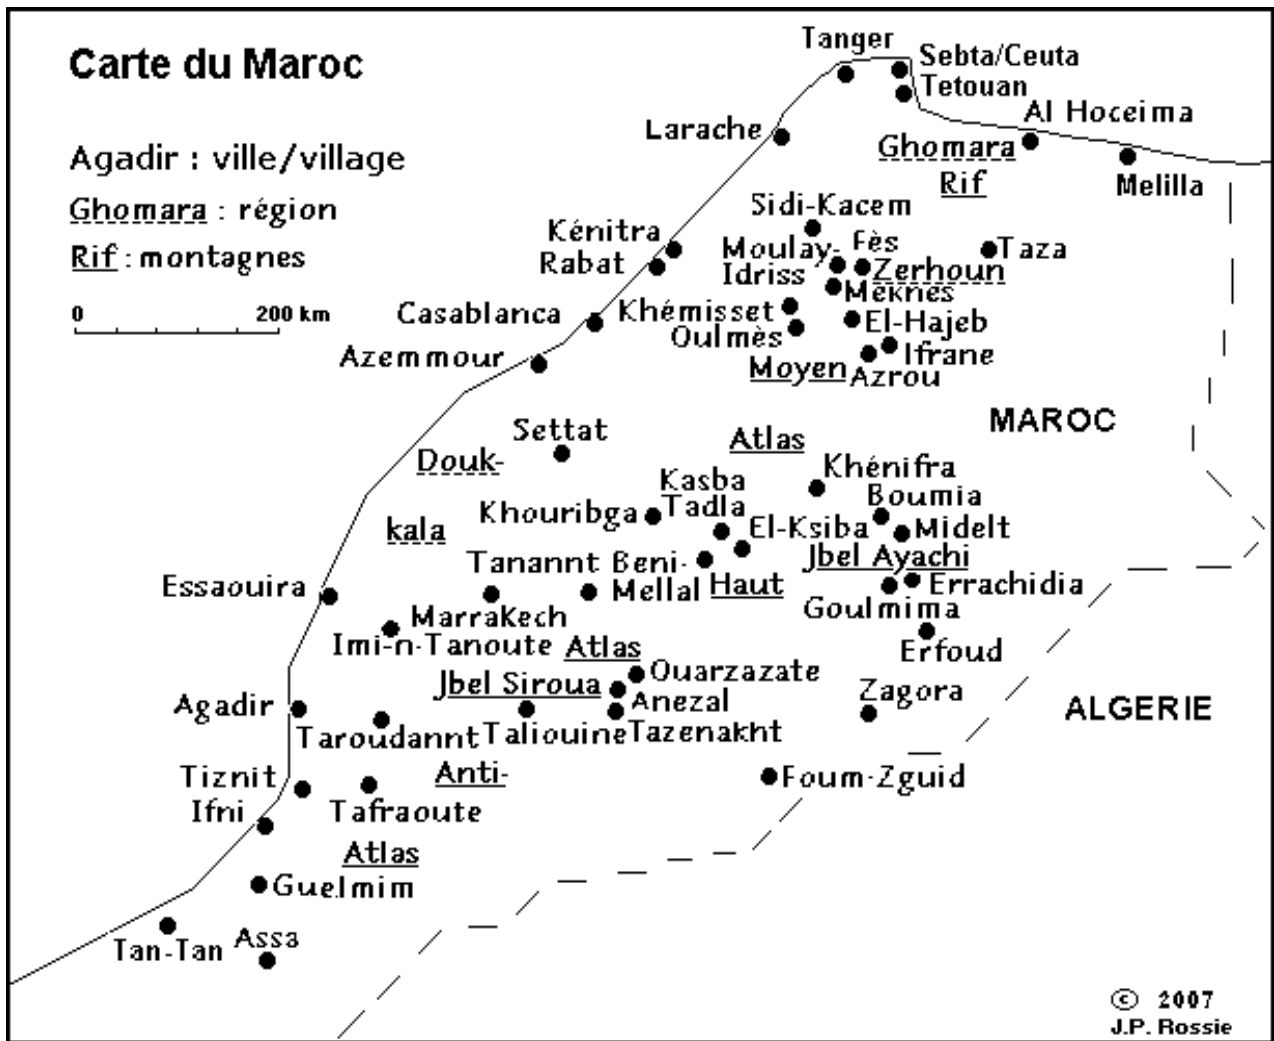 Carte du Maroc
Agadir : ville/village
Ghomara : région
Rif : montagnes
0 200 km
Tanger
Sebta/Ceuta
Tetouan
Al Hoceima
Larache
Ghomara
Rif
Melilla
Sidi-Kacem
Kénitra
Rabat
Moulay-
Idriss
Fès
Zerhoun
Taza
Meknes
Casablanca
Khémisset
Oulmès
El-Hajeb
Ifrane
Azemmour
Moyen
Azrou
MAROC
Settat
Atlas
Douk-
kala
Khénifra
Kasba
Tadla
Boumia
Khouribga
El-Ksiba
Midelt
Jbel Ayachi
Tanannt
Beni-
Mellal
Haut
Errachidia
Essaouira
Goulmima
Marrakech
Imi-n-Tanoute
Atlas
Erfoud
Ouarzazate
Jbel Siroua
Anezal
Zagora
Agadir
ALGERIE
Taroudannt
Taliouine
Tazenakht
Tiznit
Anti-
Foum-Zguid
Ifni
Tafraoute
Atlas
Guelmim
Tan-Tan
Assa
© 2007
J.P. Rossie